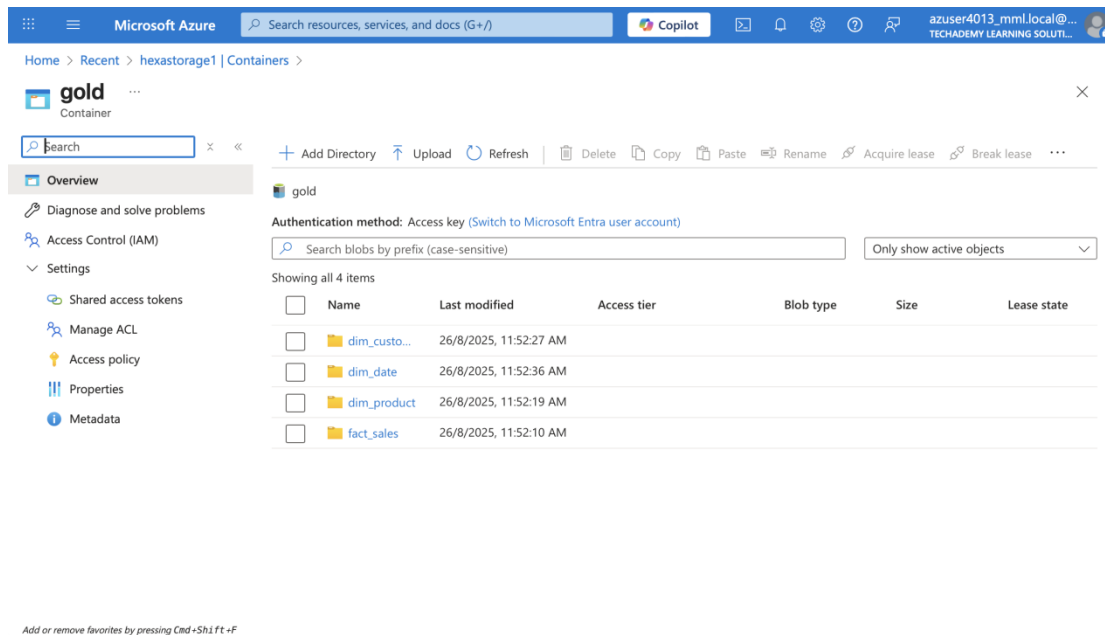 Microsoft Azure
Search resources, services, and docs (G+/)
Copilot
azuser4013_mml.local@...
TECHADEMY LEARNING SOLUTI...
Home > Recent > hexastorage1 | Containers >
gold ...
Container
Search
Overview
Diagnose and solve problems
Access Control (IAM)
Settings
Shared access tokens
Manage ACL
Access policy
Properties
Metadata
Add Directory Upload Refresh Delete Copy Paste Rename Acquire lease Break lease ...
gold
Authentication method: Access key (Switch to Microsoft Entra user account)
Search blobs by prefix (case-sensitive)
Only show active objects
Showing all 4 items
Name Last modified Access tier Blob type Size Lease state
dim_custo... 26/8/2025, 11:52:27 AM
dim_date 26/8/2025, 11:52:36 AM
dim_product 26/8/2025, 11:52:19 AM
fact_sales 26/8/2025, 11:52:10 AM
Add or remove favorites by pressing Cmd+Shift+F